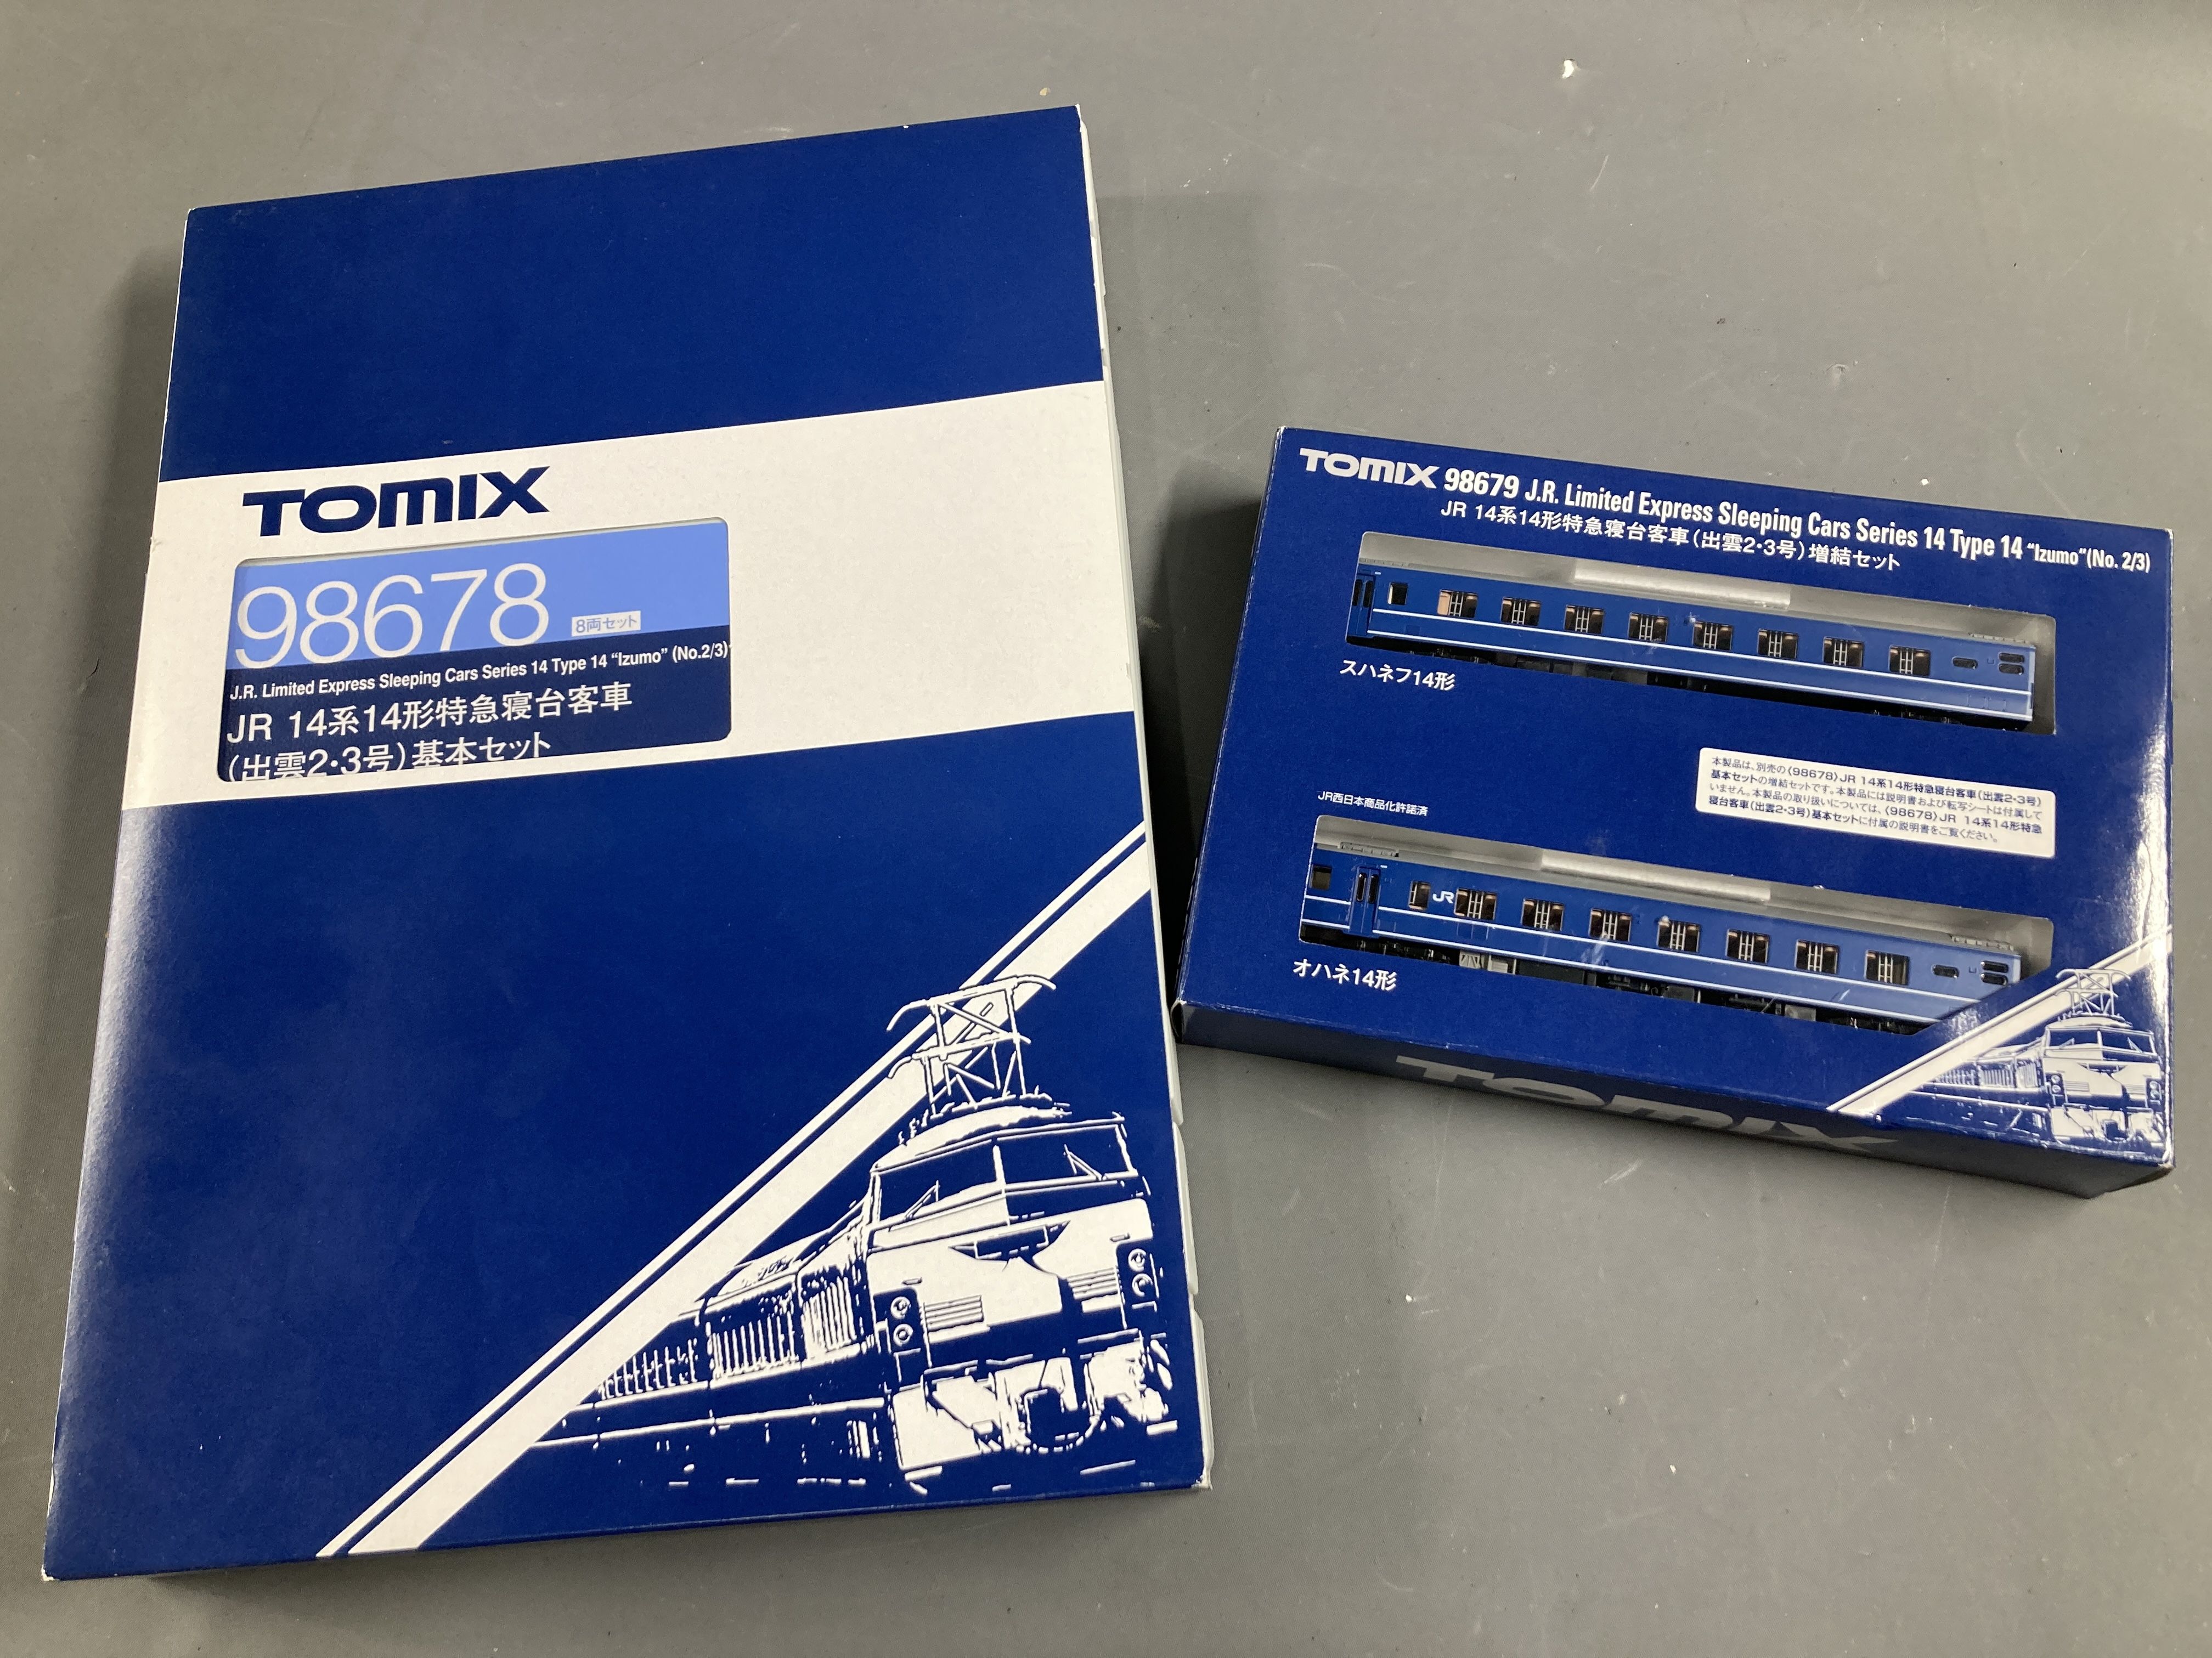 TOMIX
98678 8両セット
J.R. Limited Express Sleeping Cars Series 14 Type 14 "Izumo" (No.2/3)
JR 14系14形特急寝台客車
(出雲2・3号)基本セット
TOMIX 98679 J.R. Limited Express Sleeping Cars Series 14 Type 14 "Izumo"(No. 2/3)
JR 14系14形特急寝台客車(出雲2・3号)増結セット
スハネフ14形
本製品は、別売の〈98678〉JR 14系14形特急寝台客車(出雲2・3号)
基本セットの増結セットです。本製品には説明書および転写シートは付属して
いません。本製品の取り扱いについては、〈98678〉JR 14系14形特急
寝台客車(出雲2・3号)基本セットに付属の説明書をご覧ください。
JR西日本商品化許諾済
JR
オハネ14形
TOMIX